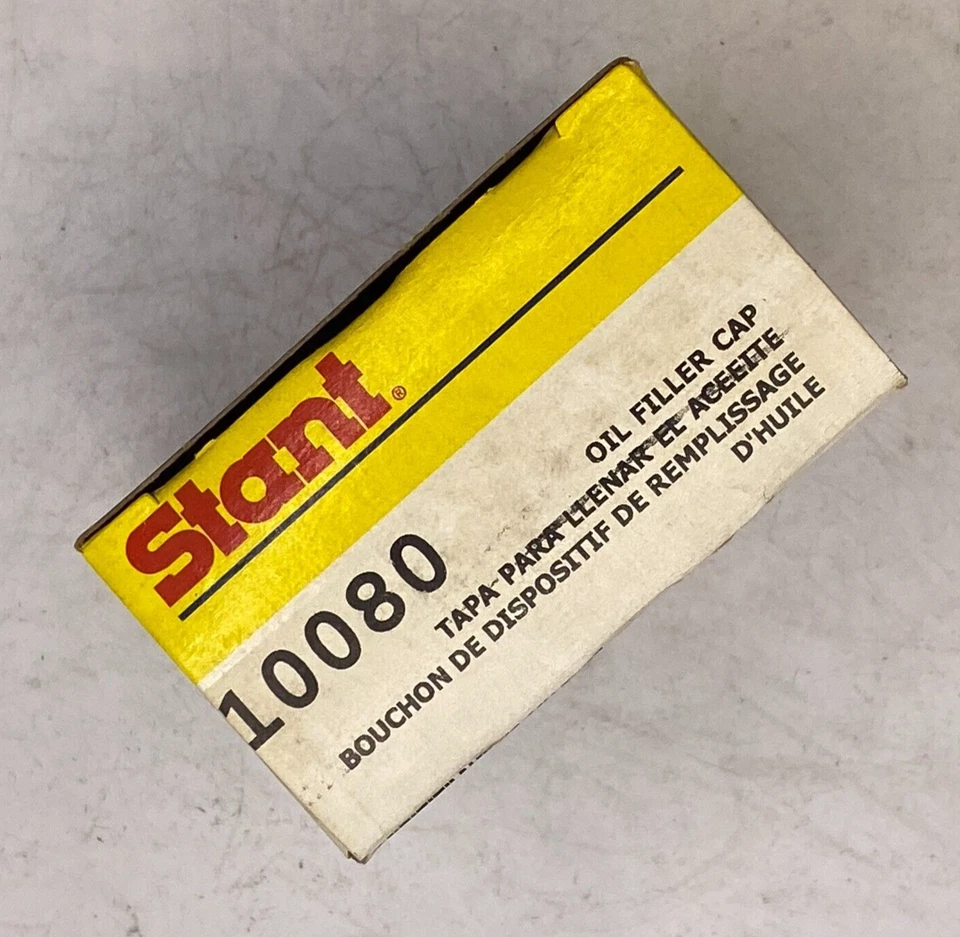 Stant®
10080
OIL FILLER CAP
TAPA PARA LLENAR EL ACEEITE
BOUCHON DE DISPOSITIF DE REMPLISSAGE
D'HUILE